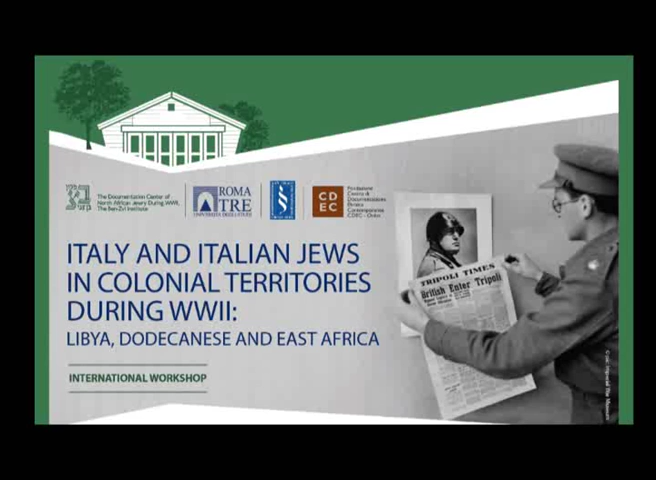 The Documentation Center of
North African Jewry During WWII,
The Ben-Zvi Institute
ROMA
TRE
UNIVERSITÀ DEGLI STUDI
CD
EC
Fondazione
Centro di
Documentazione
Ebraica
Contemporanea
CDEC - Onlus
ITALY AND ITALIAN JEWS
IN COLONIAL TERRITORIES
DURING WWII:
LIBYA, DODECANESE AND EAST AFRICA
INTERNATIONAL WORKSHOP
TRIPOLI TIMES
British Enter Tripoli